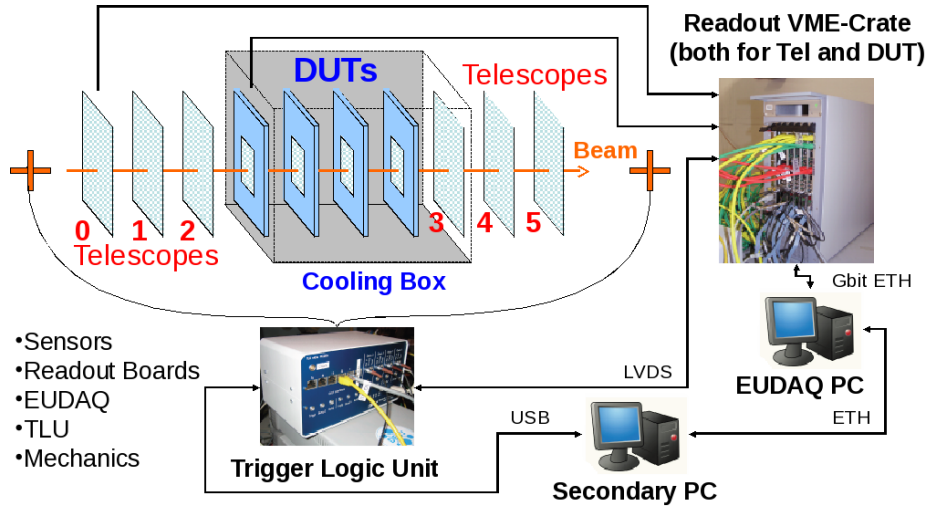 Readout VME-Crate
(both for Tel and DUT)
DUTs
Telescopes
Beam
0
1
2
3
4
5
Telescopes
Cooling Box
Gbit ETH
•Sensors
•Readout Boards
•EUDAQ
•TLU
•Mechanics
LVDS
EUDAQ PC
USB
ETH
Trigger Logic Unit
Secondary PC